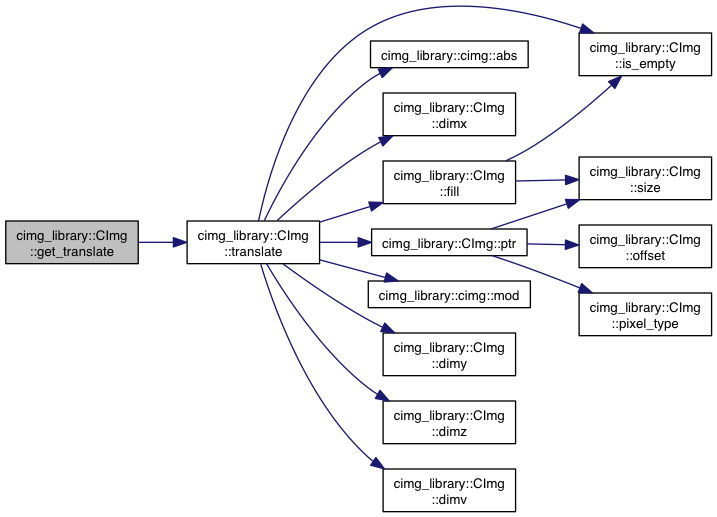 cimg_library::CImg
::get_translate
cimg_library::CImg
::translate
cimg_library::cimg::abs
cimg_library::CImg
::dimx
cimg_library::CImg
::fill
cimg_library::CImg::ptr
cimg_library::cimg::mod
cimg_library::CImg
::dimy
cimg_library::CImg
::dimz
cimg_library::CImg
::dimv
cimg_library::CImg
::is_empty
cimg_library::CImg
::size
cimg_library::CImg
::offset
cimg_library::CImg
::pixel_type